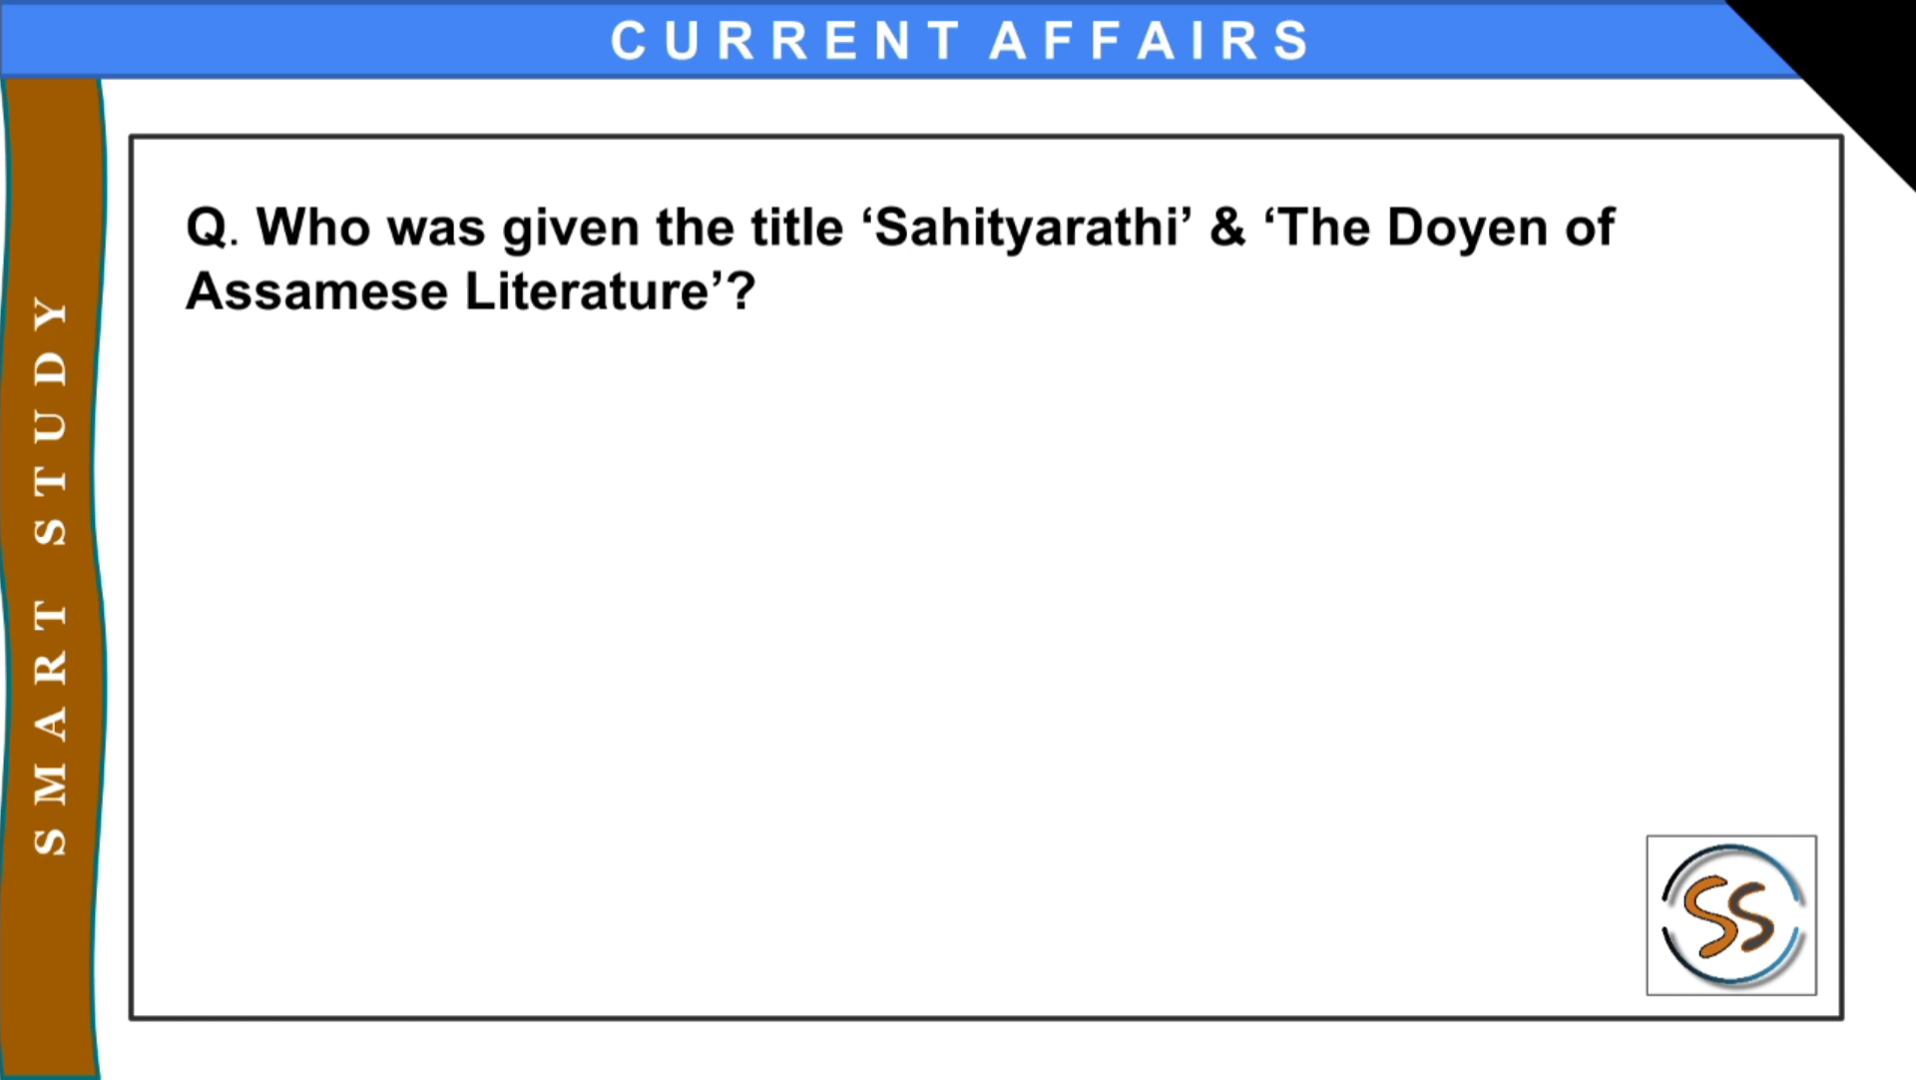 CURRENT AFFAIRS
SMART STUDY
Q. Who was given the title ‘Sahityarathi’ & ‘The Doyen of
Assamese Literature’?
SS